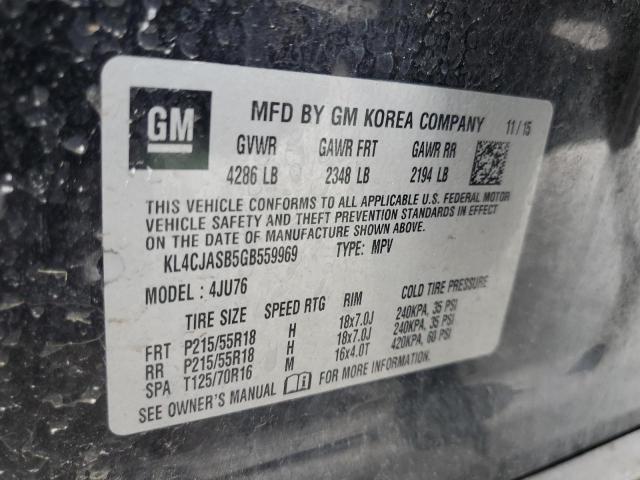 GM
MFD BY GM KOREA COMPANY 11/15
GVWR GAWR FRT GAWR RR
4286 LB 2348 LB 2194 LB
THIS VEHICLE CONFORMS TO ALL APPLICABLE U.S. FEDERAL MOTOR
VEHICLE SAFETY AND THEFT PREVENTION STANDARDS IN EFFECT
ON THE DATE OF MANUFACTURE SHOWN ABOVE.
KL4CJASB5GB559969 TYPE: MPV
MODEL: 4JU76
TIRE SIZE SPEED RTG RIM COLD TIRE PRESSURE
FRT P215/55R18 H 18x7.0J 240KPA, 35 PSI
RR P215/55R18 H 18x7.0J 240KPA, 35 PSI
SPA T125/70R16 M 16x4.0T 420KPA, 60 PSI
SEE OWNER'S MANUAL FOR MORE INFORMATION.